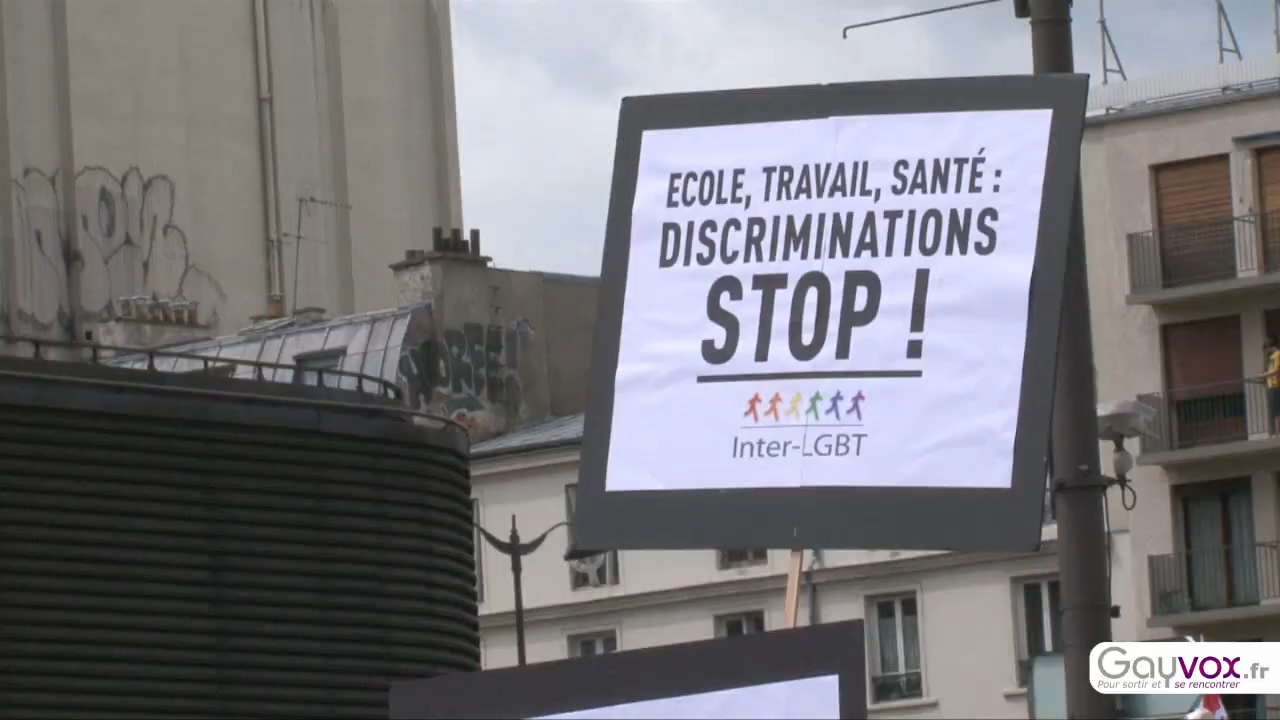 ECOLE, TRAVAIL, SANTÉ :
DISCRIMINATIONS
STOP !
Inter-LGBT
Gayvox.fr
Pour sortir et se rencontrer